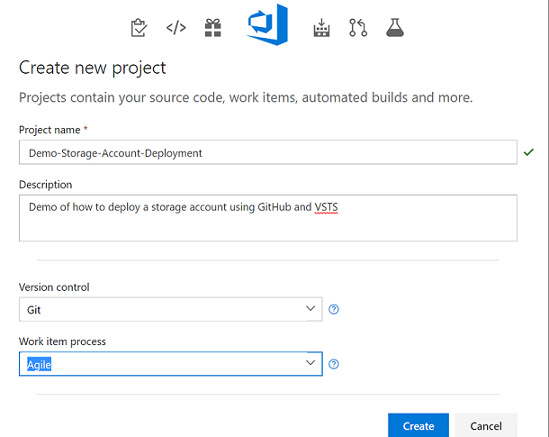 Create new project
Projects contain your source code, work items, automated builds and more.
Project name *
Demo-Storage-Account-Deployment
Description
Demo of how to deploy a storage account using GitHub and VSTS
Version control
Git
Work item process
Agile
Create Cancel